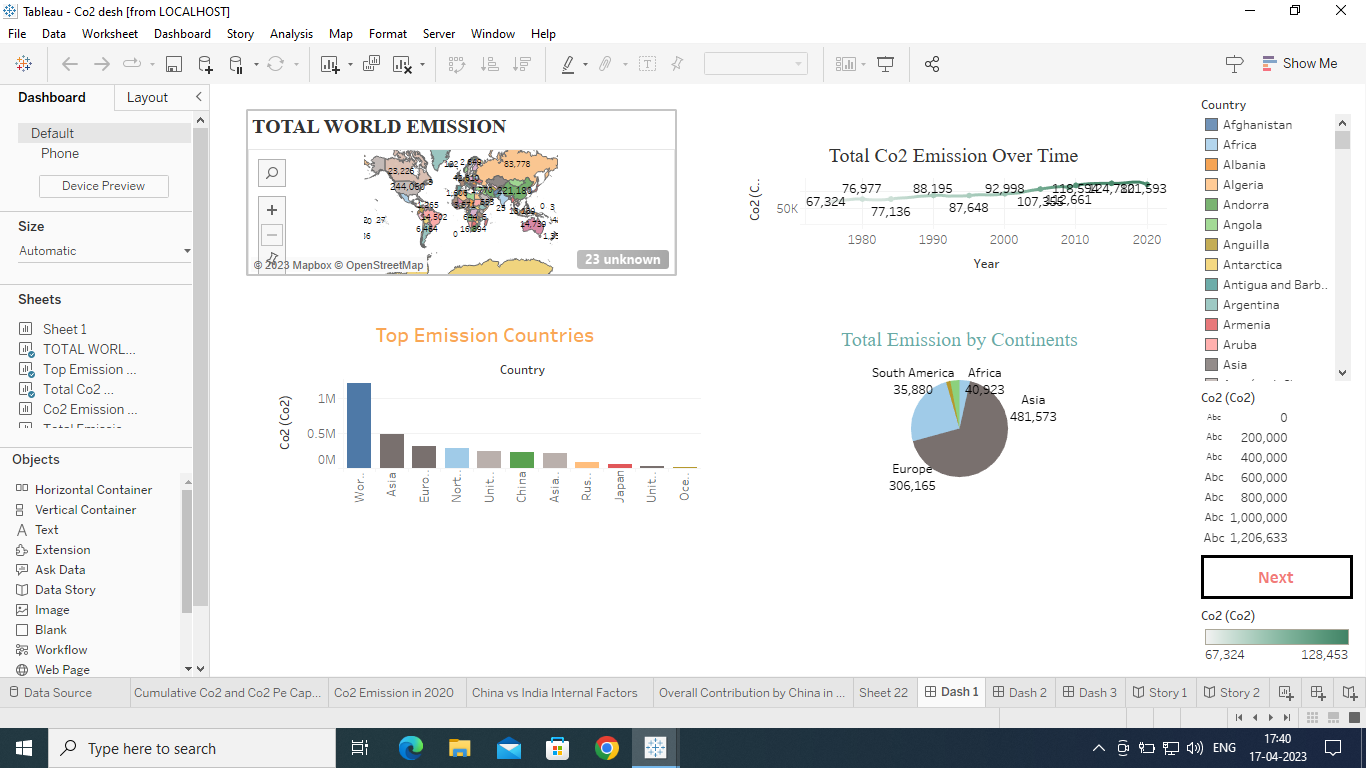 Tableau - Co2 desh [from LOCALHOST]
File Data Worksheet Dashboard Story Analysis Map Format Server Window Help
Show Me
Dashboard Layout
Default
Phone
Device Preview
Size
Automatic
Sheets
Sheet 1
TOTAL WORL...
Top Emission ...
Total Co2 ...
Co2 Emission ...
Objects
Horizontal Container
Vertical Container
Text
Extension
Ask Data
Data Story
Image
Blank
Workflow
Web Page
TOTAL WORLD EMISSION
23,226
244,060
83,778
221,180
14,502
6,464
14,739
16,894
© 2023 Mapbox © OpenStreetMap
23 unknown
Total Co2 Emission Over Time
Co2 (C..
50K
67,324
76,977
77,136
88,195
87,648
92,998
107,353
112,661
118,594
124,732
121,593
1980 1990 2000 2010 2020
Year
Top Emission Countries
Country
Co2 (Co2)
1M
0.5M
0M
Wor.. Asia Euro.. Nort.. Unit.. China Asia.. Rus.. Japan Unit.. Oce..
Total Emission by Continents
South America
35,880
Africa
40,923
Asia
481,573
Europe
306,165
Country
Afghanistan
Africa
Albania
Algeria
Andorra
Angola
Anguilla
Antarctica
Antigua and Barb..
Argentina
Armenia
Aruba
Asia
Co2 (Co2)
Abc 0
Abc 200,000
Abc 400,000
Abc 600,000
Abc 800,000
Abc 1,000,000
Abc 1,206,633
Next
Co2 (Co2)
67,324 128,453
Data Source Cumulative Co2 and Co2 Pe Cap... Co2 Emission in 2020 China vs India Internal Factors Overall Contribution by China in ... Sheet 22 Dash 1 Dash 2 Dash 3 Story 1 Story 2
Type here to search
ENG
17:40
17-04-2023